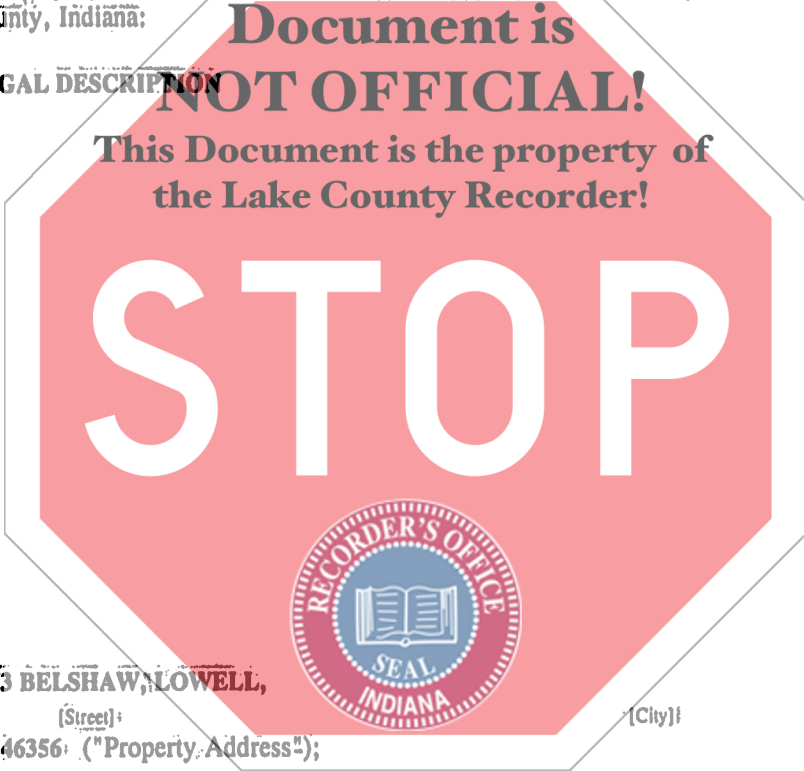 unty, Indiana:
Document is
GAL DESCRIPTION
NOT OFFICIAL!
This Document is the property of
the Lake County Recorder!
STOP
RECORDER'S OFFICE
SEAL
INDIANA
3 BELSHAW, LOWELL,
[Street] [City]
46356 ("Property Address");